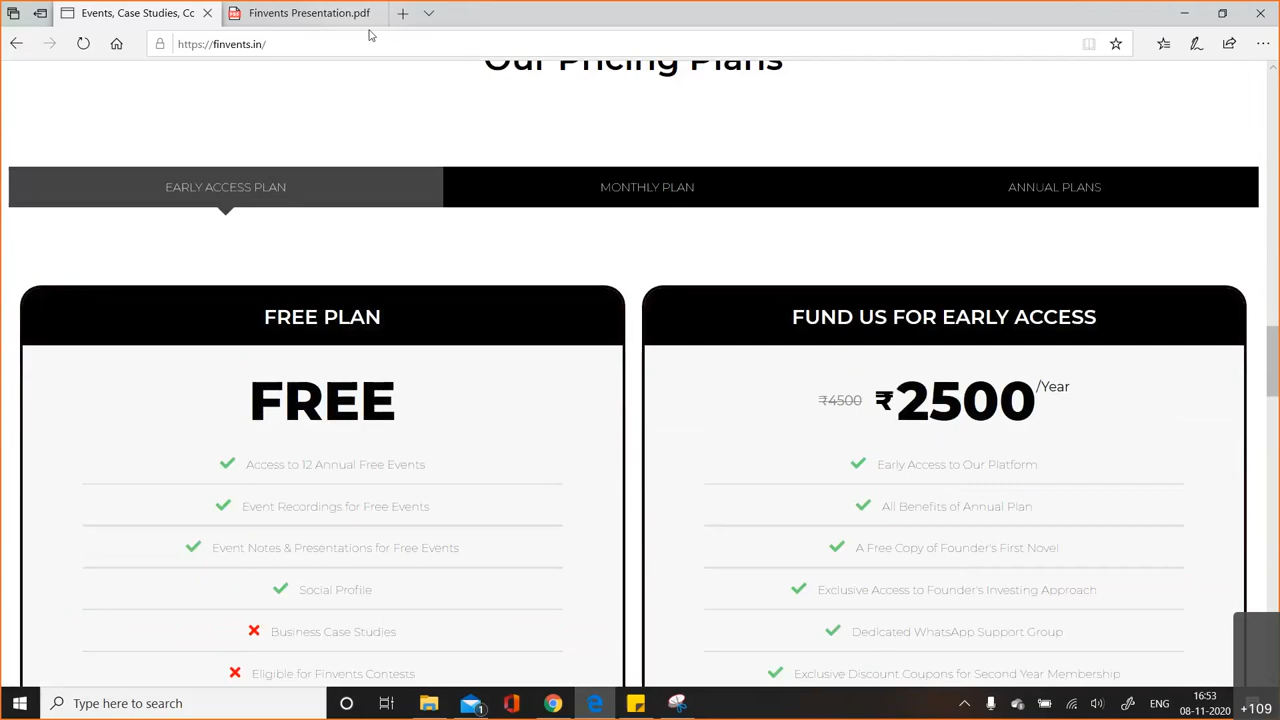 Events, Case Studies, Cc
Finvents Presentation.pdf
https://finvents.in/
Our Pricing Plans
EARLY ACCESS PLAN
MONTHLY PLAN
ANNUAL PLANS
FREE PLAN
FREE
Access to 12 Annual Free Events
Event Recordings for Free Events
Event Notes & Presentations for Free Events
Social Profile
Business Case Studies
Eligible for Finvents Contests
FUND US FOR EARLY ACCESS
₹4500 ₹2500 /Year
Early Access to Our Platform
All Benefits of Annual Plan
A Free Copy of Founder's First Novel
Exclusive Access to Founder's Investing Approach
Dedicated WhatsApp Support Group
Exclusive Discount Coupons for Second Year Membership
Type here to search
1
ENG
16:53
08-11-2020
+109